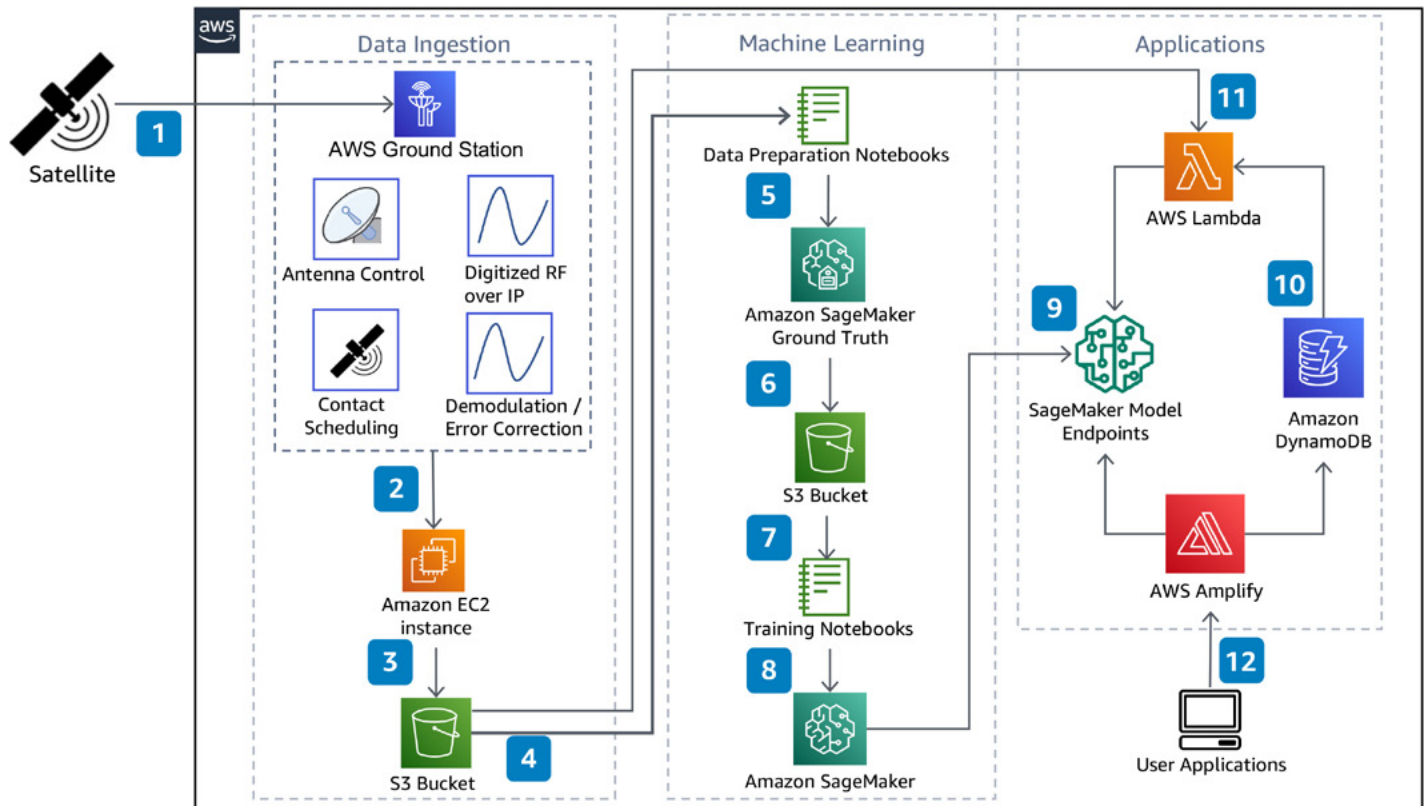 aws
Data Ingestion
Machine Learning
Applications
1
Satellite
AWS Ground Station
Antenna Control
Digitized RF
over IP
Contact
Scheduling
Demodulation /
Error Correction
2
Amazon EC2
instance
3
S3 Bucket
4
Data Preparation Notebooks
5
Amazon SageMaker
Ground Truth
6
S3 Bucket
7
Training Notebooks
8
Amazon SageMaker
11
AWS Lambda
10
9
SageMaker Model
Endpoints
Amazon
DynamoDB
AWS Amplify
12
User Applications